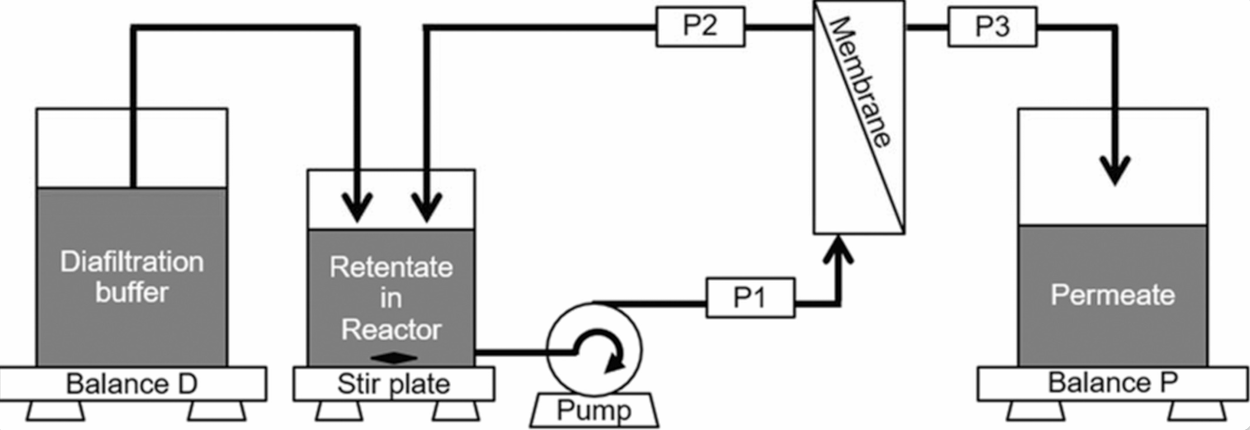 P2
P3
Membrane
Diafiltration
buffer
Retentate
in
Reactor
P1
Permeate
Balance D
Stir plate
Pump
Balance P